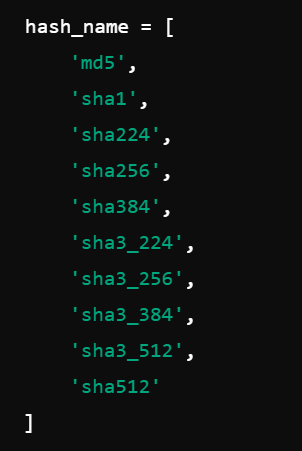 hash_name = [
    'md5',
    'sha1',
    'sha224',
    'sha256',
    'sha384',
    'sha3_224',
    'sha3_256',
    'sha3_384',
    'sha3_512',
    'sha512'
]